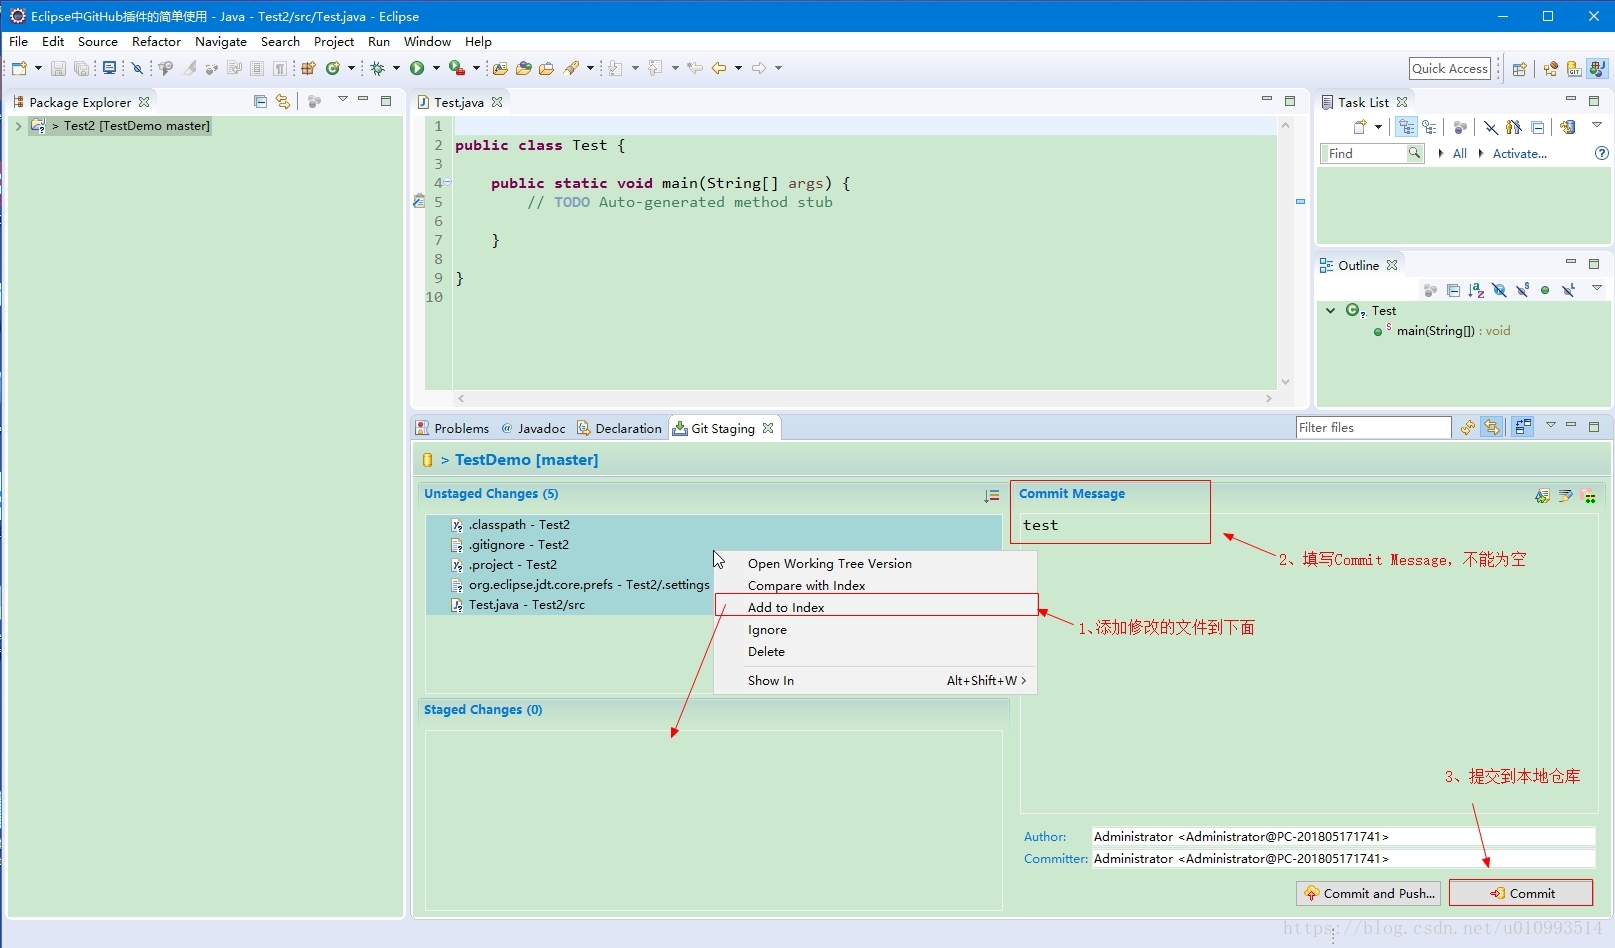 Eclipse中GitHub插件的简单使用 - Java - Test2/src/Test.java - Eclipse
File Edit Source Refactor Navigate Search Project Run Window Help
Quick Access
Package Explorer
> Test2 [TestDemo master]
Test.java
1
2 public class Test {
3
4 public static void main(String[] args) {
5 // TODO Auto-generated method stub
6
7 }
8
9 }
10
Task List
Find
All
Activate...
Outline
Test
main(String[]) : void
Problems @ Javadoc Declaration Git Staging
Filter files
> TestDemo [master]
Unstaged Changes (5)
.classpath - Test2
.gitignore - Test2
.project - Test2
org.eclipse.jdt.core.prefs - Test2/.settings
Test.java - Test2/src
Open Working Tree Version
Compare with Index
Add to Index
Ignore
Delete
Show In Alt+Shift+W >
Staged Changes (0)
Commit Message
test
2、填写Commit Message，不能为空
1、添加修改的文件到下面
3、提交到本地仓库
Author: Administrator <Administrator@PC-201805171741>
Committer: Administrator <Administrator@PC-201805171741>
Commit and Push...
Commit
https://blog.csdn.net/u010993514